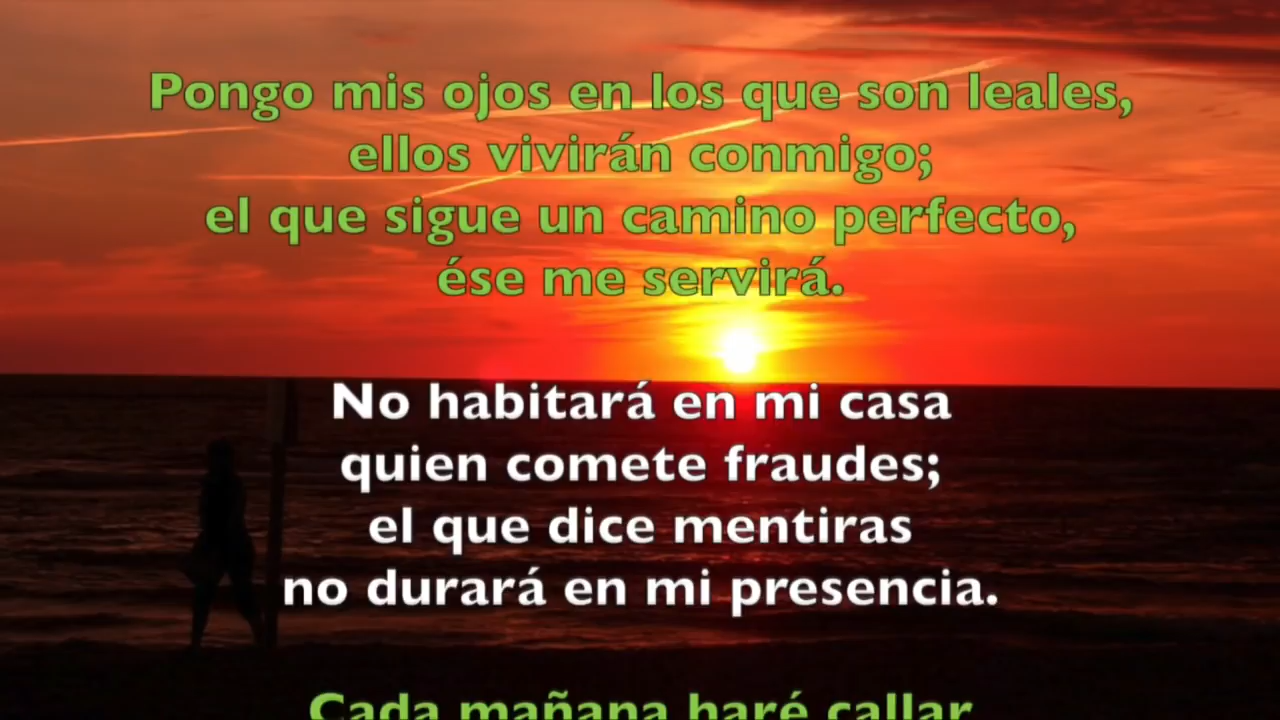 Pongo mis ojos en los que son leales,
ellos vivirán conmigo;
el que sigue un camino perfecto,
ése me servirá.
No habitará en mi casa
quien comete fraudes;
el que dice mentiras
no durará en mi presencia.
Cada mañana haré callar